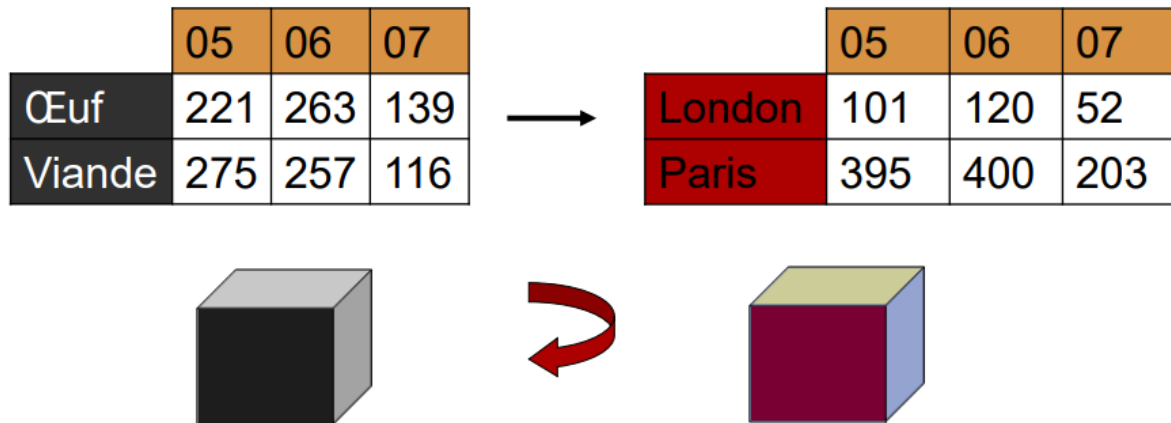 05 06 07
Œuf 221 263 139
Viande 275 257 116
05 06 07
London 101 120 52
Paris 395 400 203